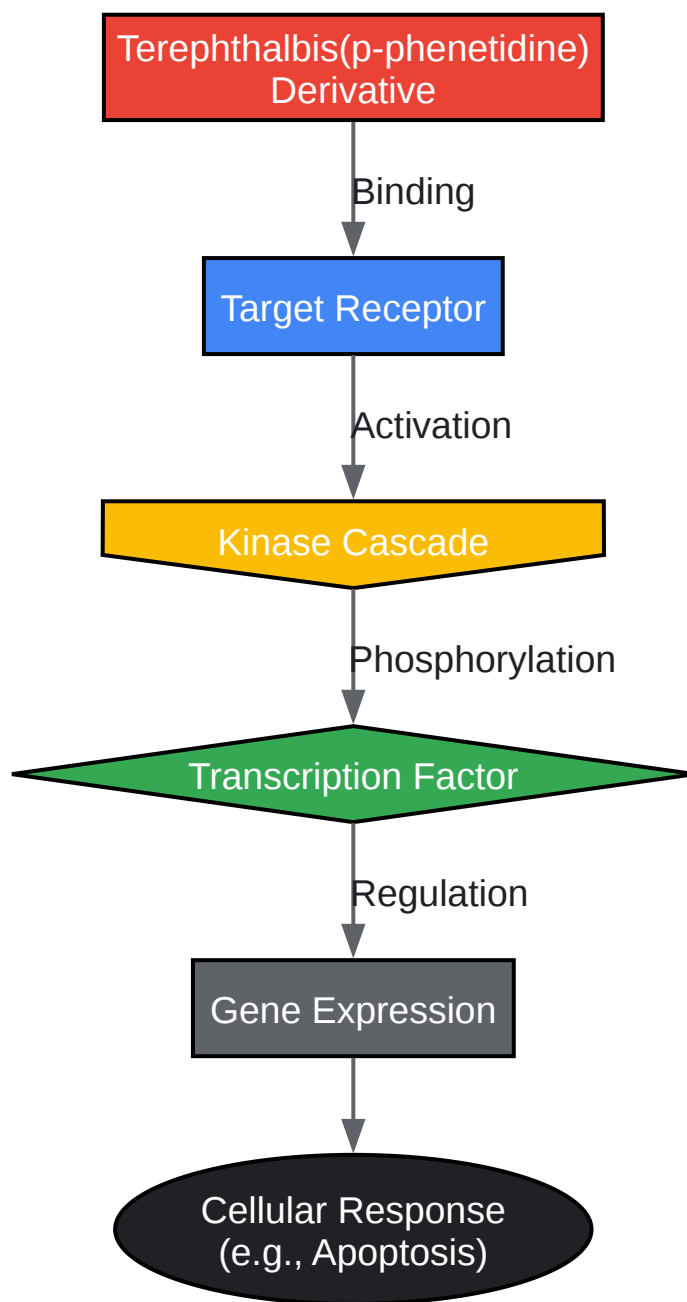 Terephthalbis(p-phenetidine)
Derivative
Binding
Target Receptor
Activation
Kinase Cascade
Phosphorylation
Transcription Factor
Regulation
Gene Expression
Cellular Response
(e.g., Apoptosis)